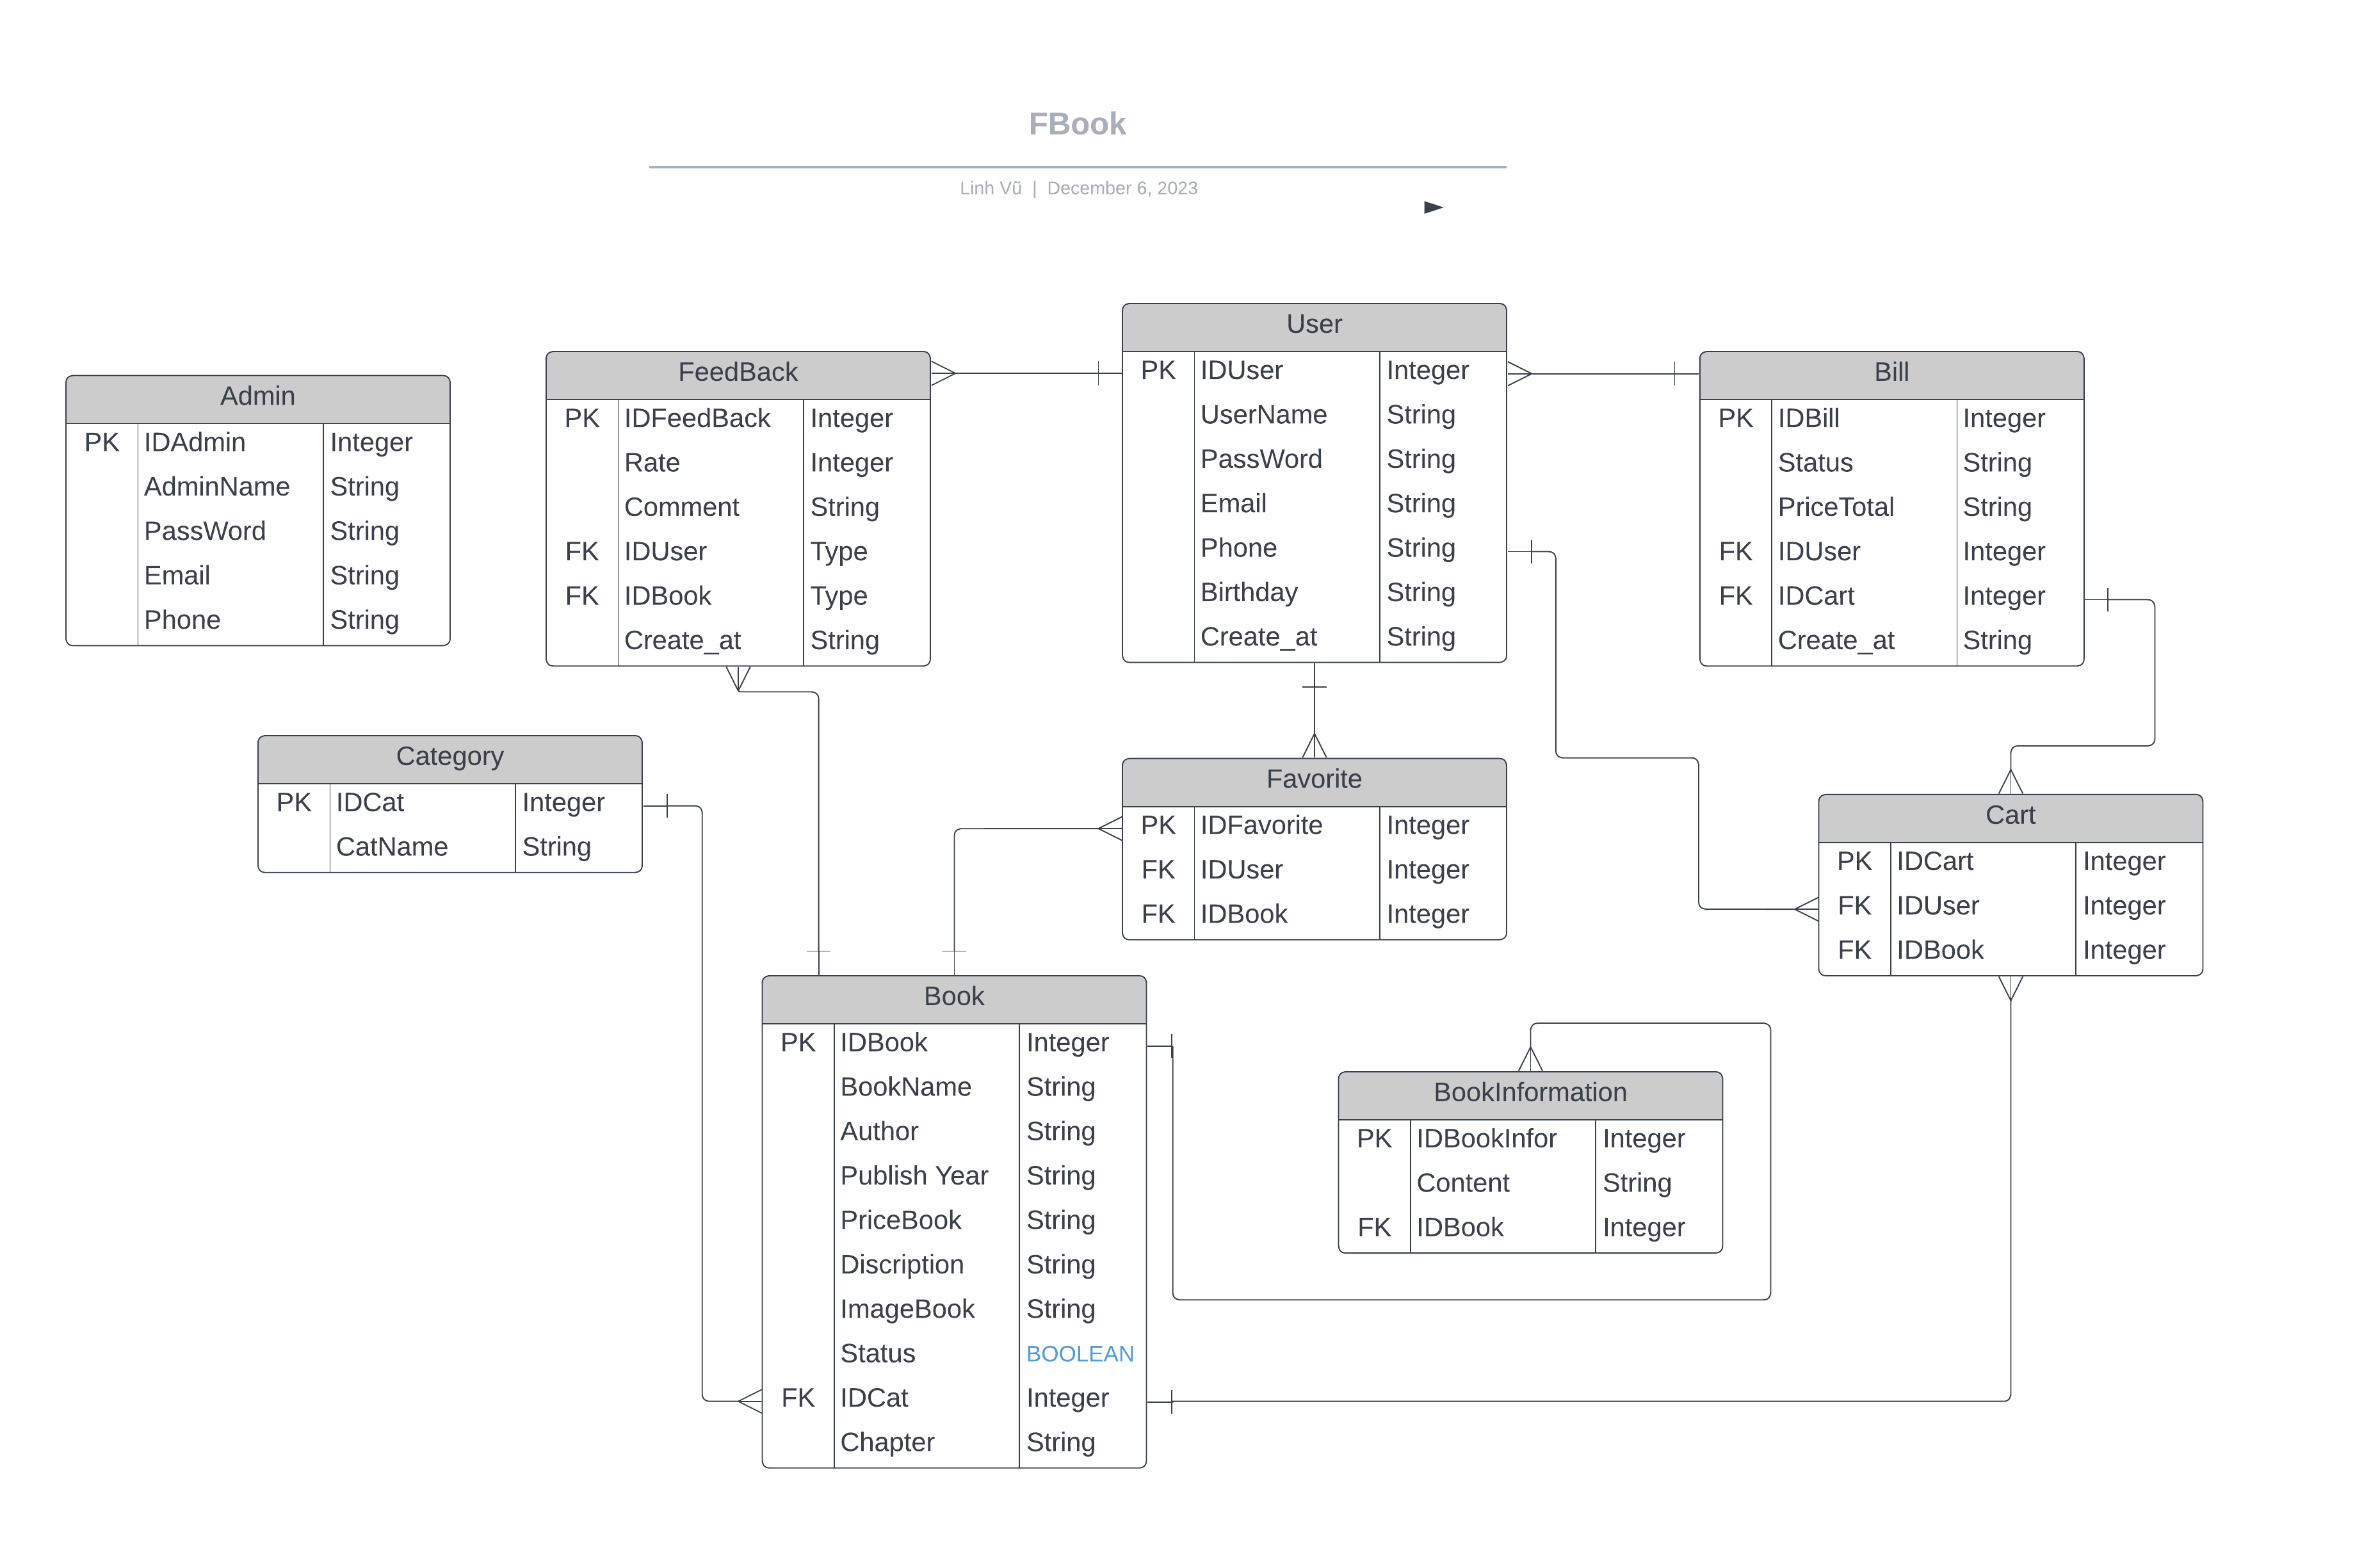 FBook
Linh Vũ | December 6, 2023
Admin
PK IDAdmin Integer
AdminName String
PassWord String
Email String
Phone String
FeedBack
PK IDFeedBack Integer
Rate Integer
Comment String
FK IDUser Type
FK IDBook Type
Create_at String
User
PK IDUser Integer
UserName String
PassWord String
Email String
Phone String
Birthday String
Create_at String
Bill
PK IDBill Integer
Status String
PriceTotal String
FK IDUser Integer
FK IDCart Integer
Create_at String
Category
PK IDCat Integer
CatName String
Favorite
PK IDFavorite Integer
FK IDUser Integer
FK IDBook Integer
Cart
PK IDCart Integer
FK IDUser Integer
FK IDBook Integer
Book
PK IDBook Integer
BookName String
Author String
Publish Year String
PriceBook String
Discription String
ImageBook String
Status BOOLEAN
FK IDCat Integer
Chapter String
BookInformation
PK IDBookInfor Integer
Content String
FK IDBook Integer